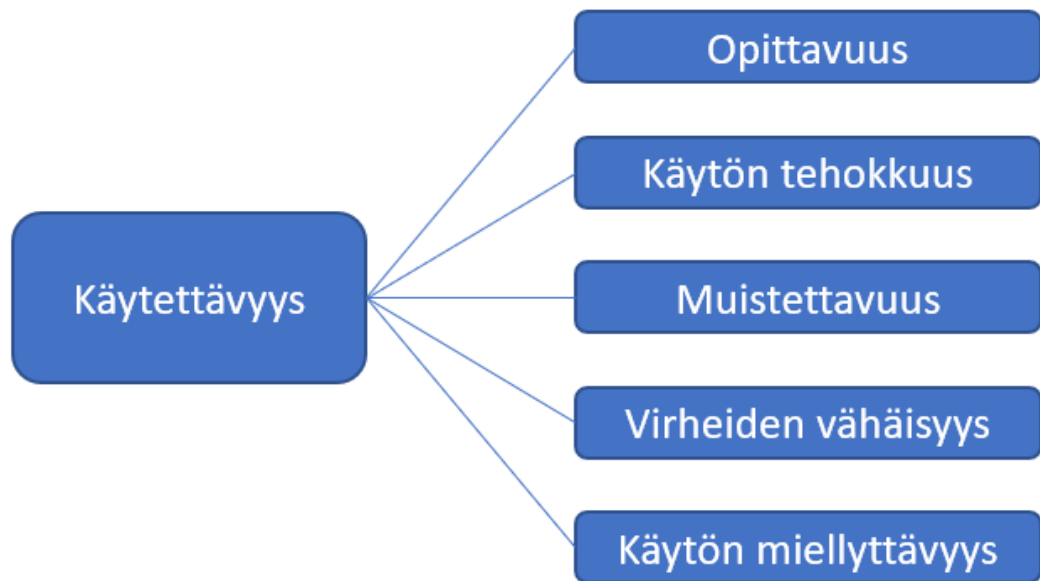 Opittavuus
Käytön tehokkuus
Käytettävyys
Muistettavuus
Virheiden vähäisyys
Käytön miellyttävyys